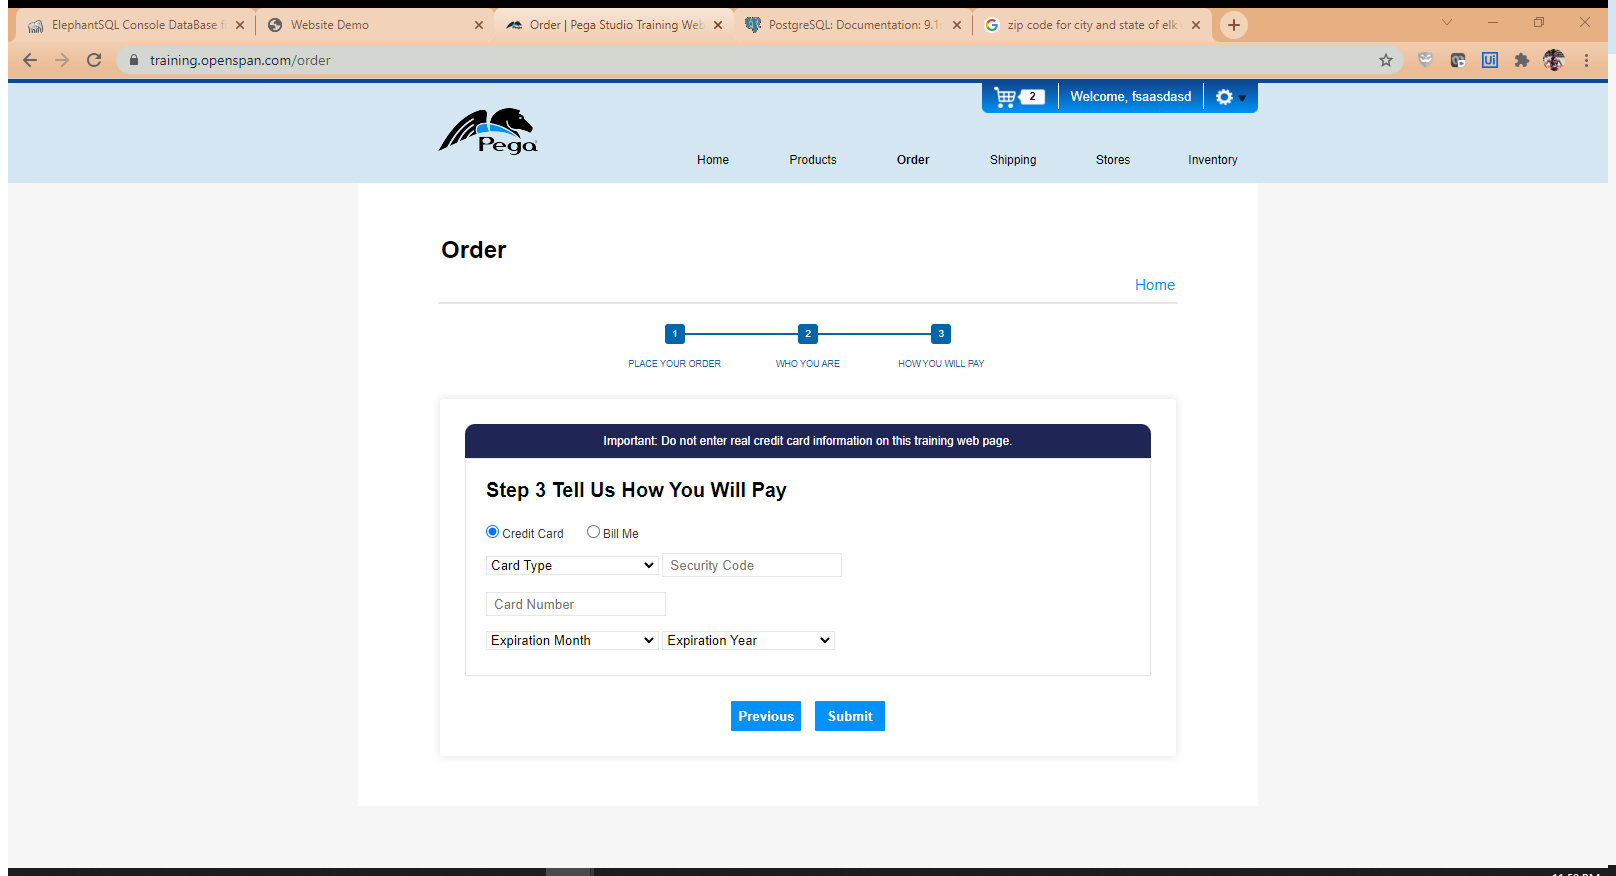 ElephantSQL Console DataBase f
Website Demo
Order | Pega Studio Training Web
PostgreSQL: Documentation: 9.1:
zip code for city and state of elk
training.openspan.com/order
2
Welcome, fsaasdasd
Pega
Home
Products
Order
Shipping
Stores
Inventory
Order
Home
1
2
3
PLACE YOUR ORDER
WHO YOU ARE
HOW YOU WILL PAY
Important: Do not enter real credit card information on this training web page.
Step 3 Tell Us How You Will Pay
Credit Card
Bill Me
Card Type
Security Code
Card Number
Expiration Month
Expiration Year
Previous
Submit